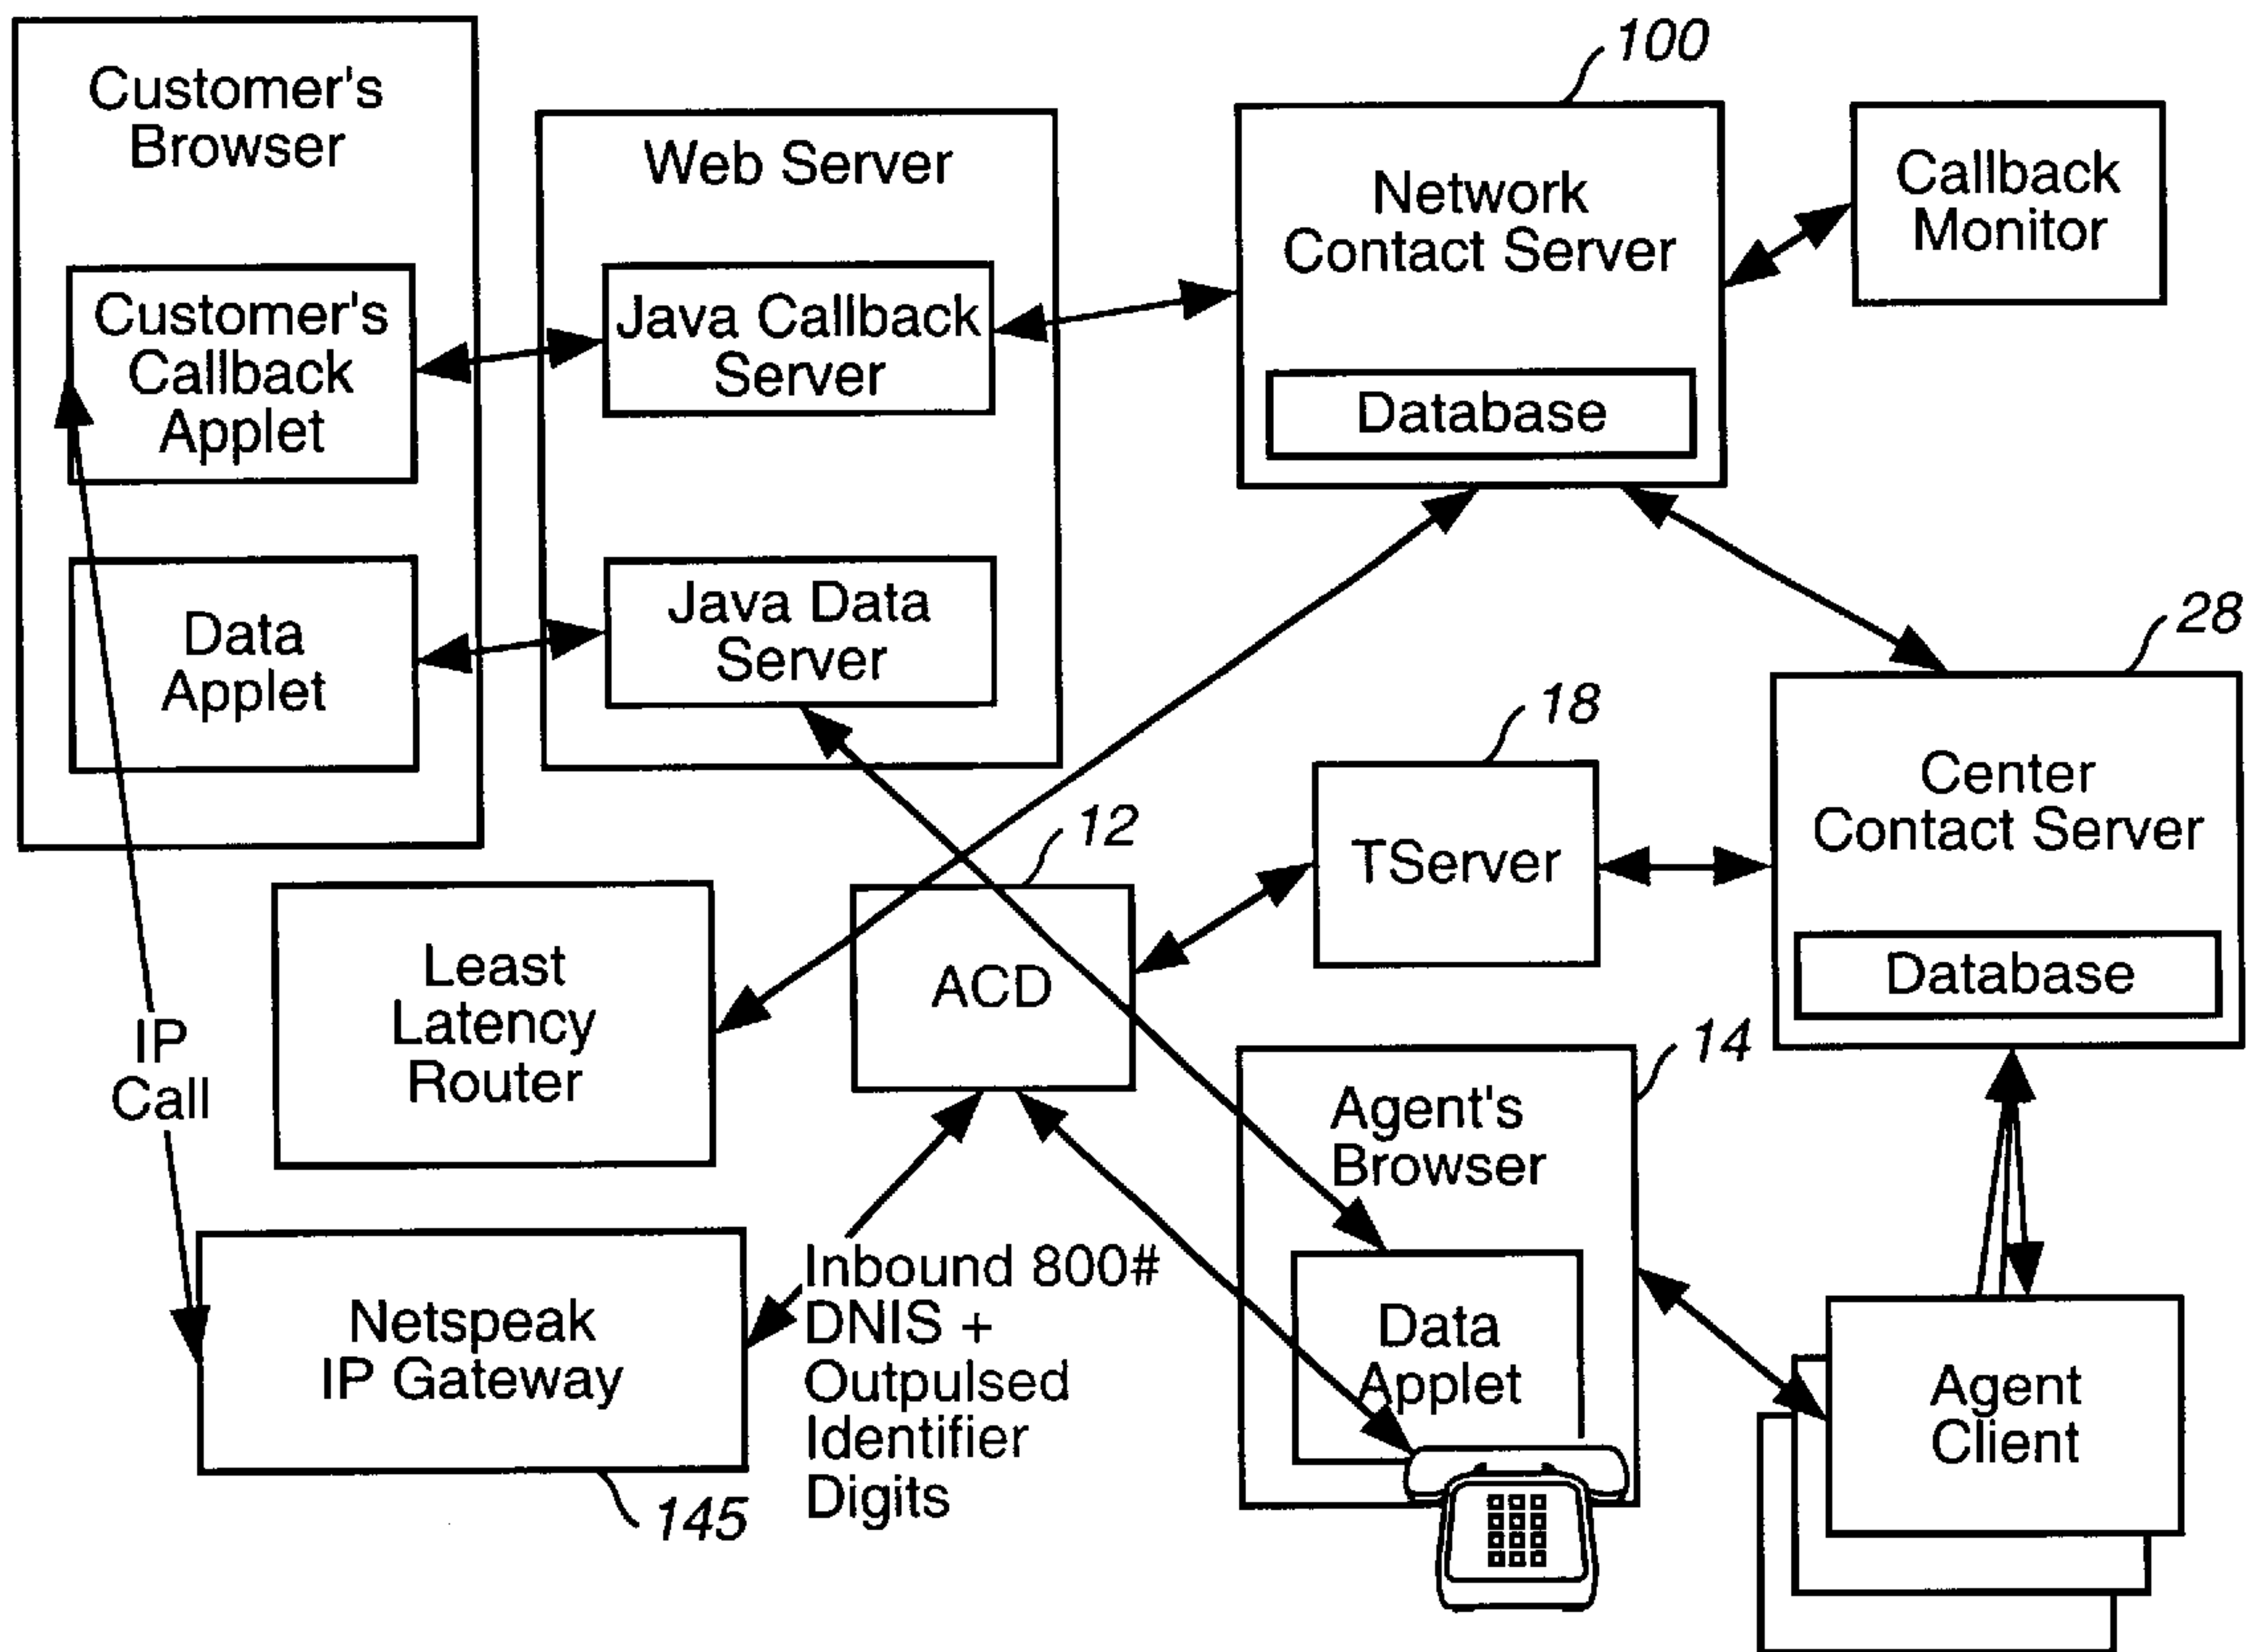 Customer's
Browser
Customer's
Callback
Applet
Data
Applet
Web Server
Java Callback
Server
Java Data
Server
100
Network
Contact Server
Database
Callback
Monitor
28
Center
Contact Server
Database
18
TServer
12
ACD
Least
Latency
Router
IP
Call
Netspeak
IP Gateway
145
Inbound 800#
DNIS +
Outpulsed
Identifier
Digits
14
Agent's
Browser
Data
Applet
Agent
Client